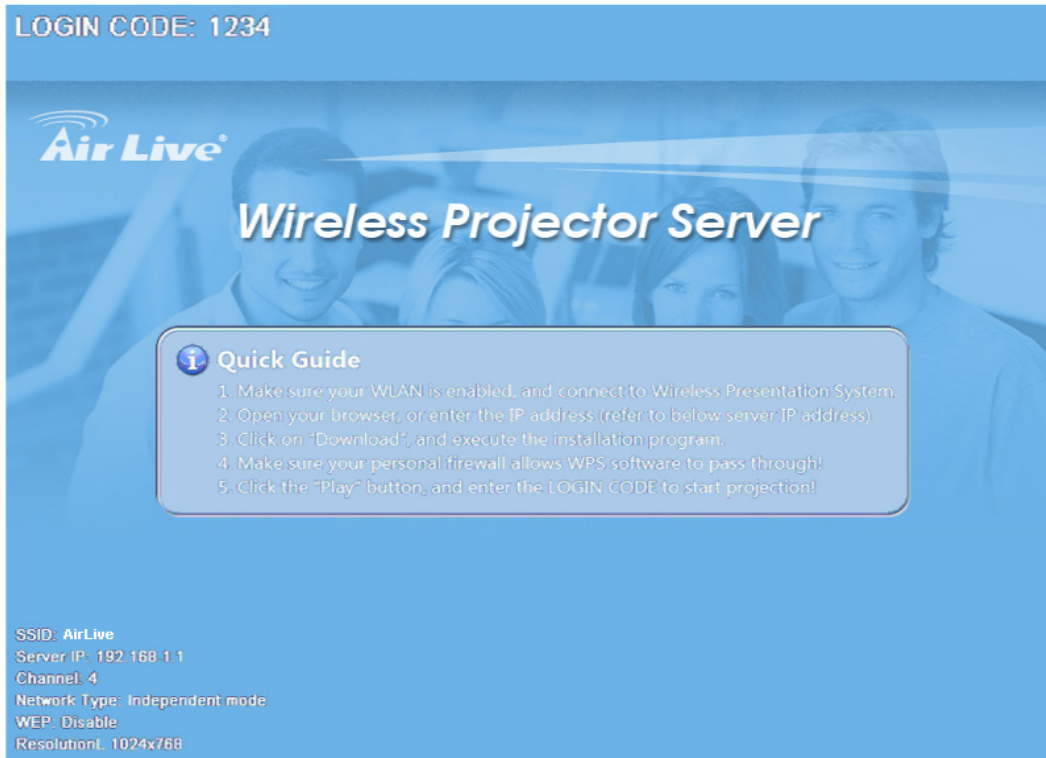 LOGIN CODE: 1234
Air Live®
Wireless Projector Server
Quick Guide
1. Make sure your WLAN is enabled, and connect to Wireless Presentation System.
2. Open your browser, or enter the IP address (refer to below server IP address)
3. Click on "Download", and execute the installation program.
4. Make sure your personal firewall allows WPS software to pass through!
5. Click the "Play" button, and enter the LOGIN CODE to start projection!
SSID: AirLive
Server IP: 192.168.1.1
Channel: 4
Network Type: Independent mode
WEP: Disable
ResolutionL 1024x768